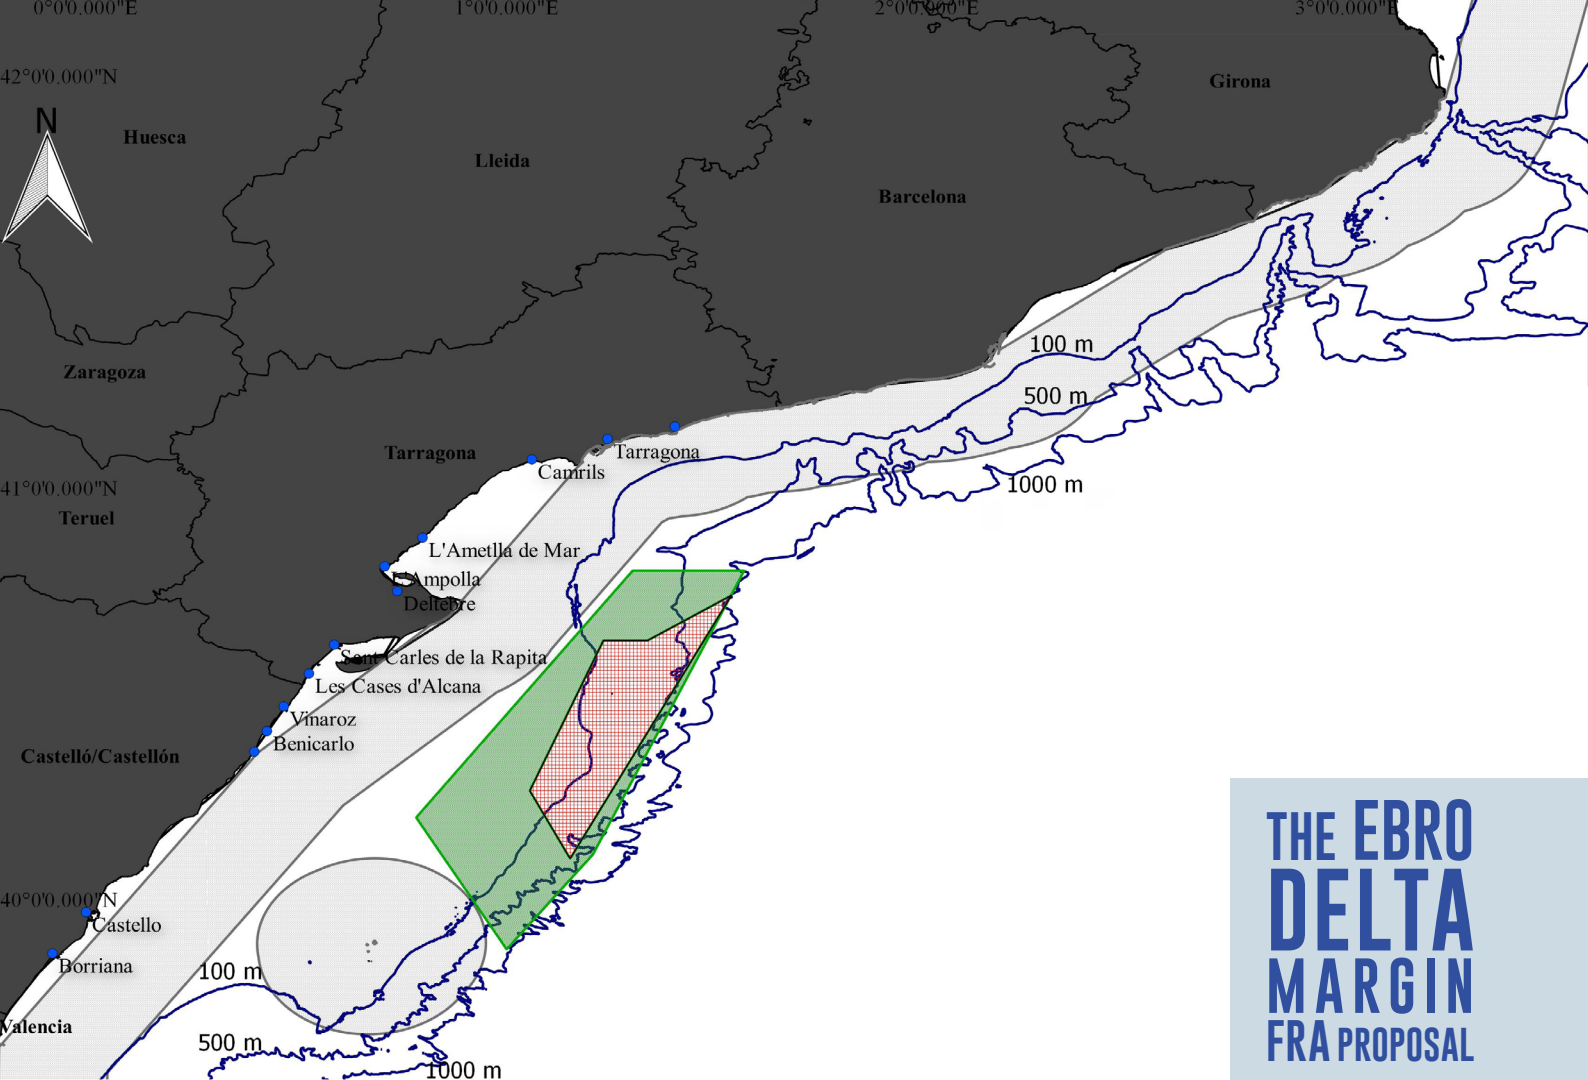 0°0'0.000"E
1°0'0.000"E
2°0'0.000"E
3°0'0.000"E
42°0'0.000"N
N
Huesca
Lleida
Girona
Barcelona
100 m
Zaragoza
500 m
Tarragona
Tarragona
Camrils
1000 m
41°0'0.000"N
Teruel
L'Ametlla de Mar
L'Ampolla
Deltebre
Sant Carles de la Rapita
Les Cases d'Alcana
Vinaroz
Benicarlo
Castelló/Castellón
40°0'0.000"N
Castello
Borriana
100 m
Valencia
500 m
1000 m
THE EBRO
DELTA
MARGIN
FRA PROPOSAL